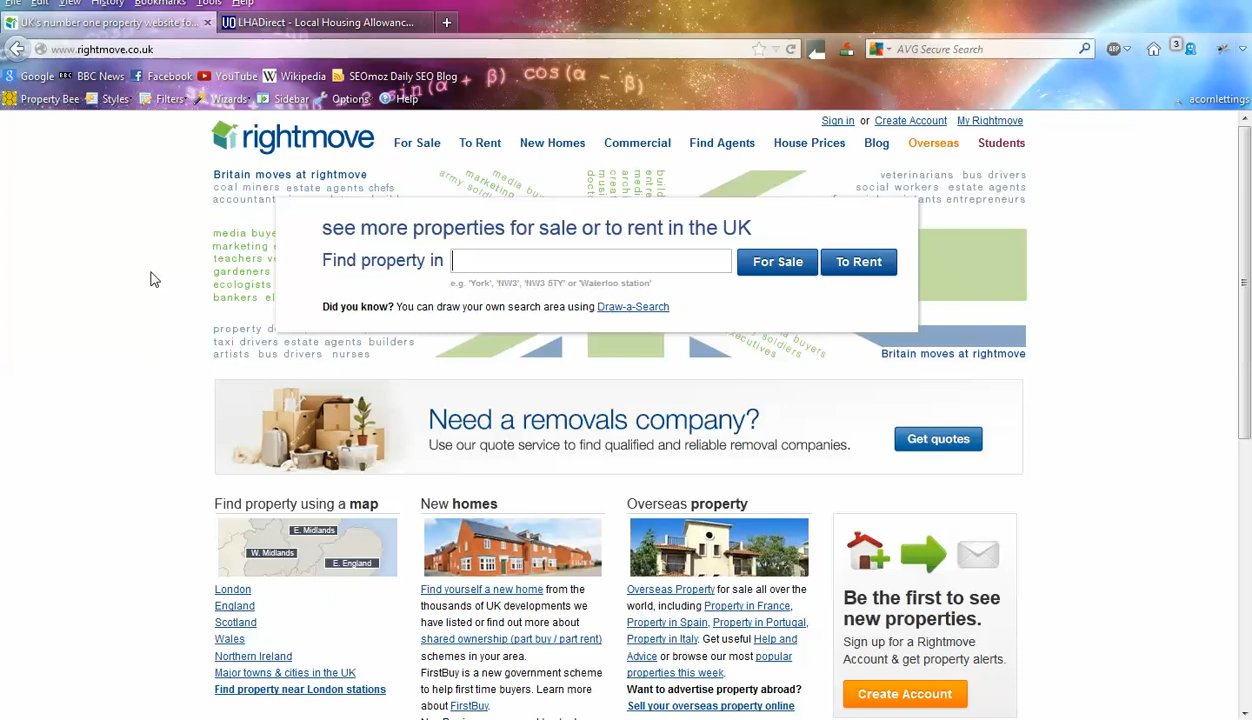 File Edit View History Bookmarks Tools Help
UK's number one property website fo... × LHADirect - Local Housing Allowanc... +
www.rightmove.co.uk AVG Secure Search ABP 3
Google BBC News Facebook YouTube Wikipedia SEOmoz Daily SEO Blog
Property Bee Styles Filters Wizards Sidebar Options Help acornlettings
Sign in or Create Account My Rightmove
rightmove For Sale To Rent New Homes Commercial Find Agents House Prices Blog Overseas Students
Britain moves at rightmove
coal miners estate agents chefs
army soldi
marketing
media buy
veterinarians bus drivers
social workers estate agents
entrepreneurs
see more properties for sale or to rent in the UK
Find property in For Sale To Rent
e.g. 'York', 'NW3', 'NW3 5TY' or 'Waterloo station'
Did you know? You can draw your own search area using Draw-a-Search
media buye
marketing
teachers v
gardeners
ecologists
bankers
property d
taxi drivers estate agents builders
artists bus drivers nurses
Britain moves at rightmove
Need a removals company?
Use our quote service to find qualified and reliable removal companies.
Get quotes
Find property using a map
E. Midlands
W. Midlands
E. England
London
England
Scotland
Wales
Northern Ireland
Major towns & cities in the UK
Find property near London stations
New homes
Find yourself a new home from the
thousands of UK developments we
have listed or find out more about
shared ownership (part buy / part rent)
schemes in your area.
FirstBuy is a new government scheme
to help first time buyers. Learn more
about FirstBuy.
Overseas property
Overseas Property for sale all over the
world, including Property in France,
Property in Spain, Property in Portugal,
Property in Italy. Get useful Help and
Advice or browse our most popular
properties this week.
Want to advertise property abroad?
Sell your overseas property online
Be the first to see
new properties.
Sign up for a Rightmove
Account & get property alerts.
Create Account